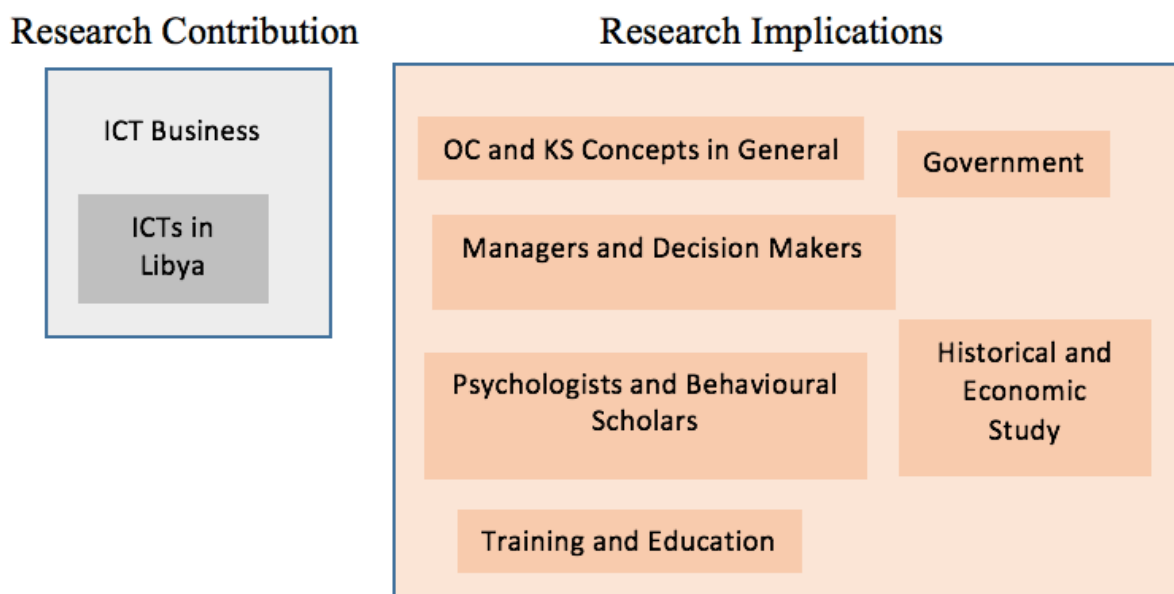 Research Contribution
Research Implications
ICT Business
ICTs in
Libya
OC and KS Concepts in General
Government
Managers and Decision Makers
Psychologists and Behavioural
Scholars
Historical and
Economic
Study
Training and Education